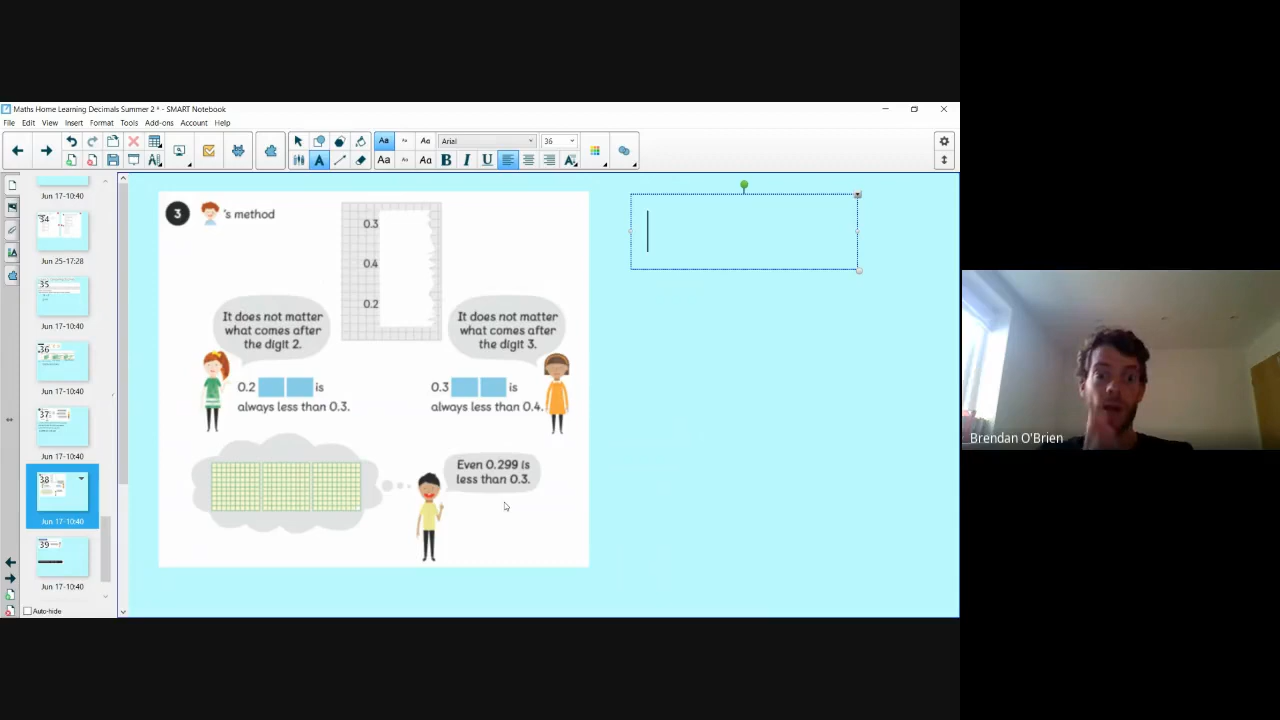 Maths Home Learning Decimals Summer 2 * - SMART Notebook
File Edit View Insert Format Tools Add-ons Account Help
Arial 36
Jun 17-10:40
34
Jun 25-17:28
35
Jun 17-10:40
36
Jun 17-10:40
37
Jun 17-10:40
38
Jun 17-10:40
39
Jun 17-10:40
Auto-hide
3 's method
0.3
0.4
0.2
It does not matter
what comes after
the digit 2.
0.2 is
always less than 0.3.
It does not matter
what comes after
the digit 3.
0.3 is
always less than 0.4.
Even 0.299 is
less than 0.3.
Brendan O'Brien